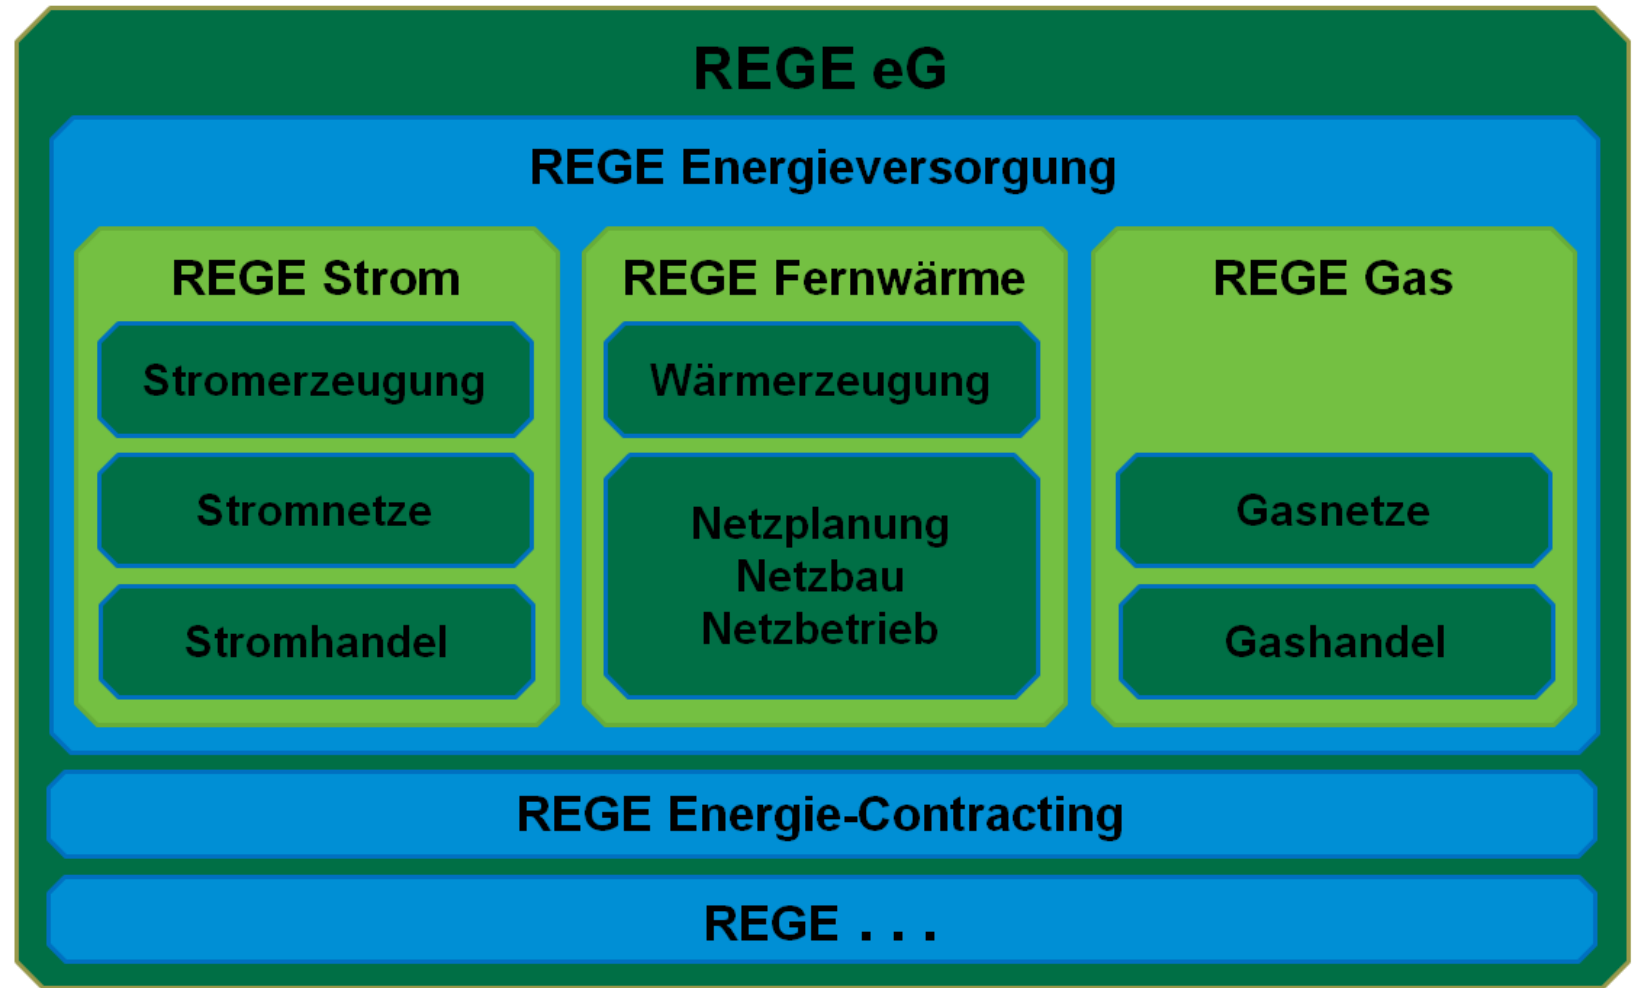 REGE eG
REGE Energieversorgung
REGE Strom
Stromerzeugung
Stromnetze
Stromhandel
REGE Fernwärme
Wärmerzeugung
Netzplanung
Netzbau
Netzbetrieb
REGE Gas
Gasnetze
Gashandel
REGE Energie-Contracting
REGE . . .